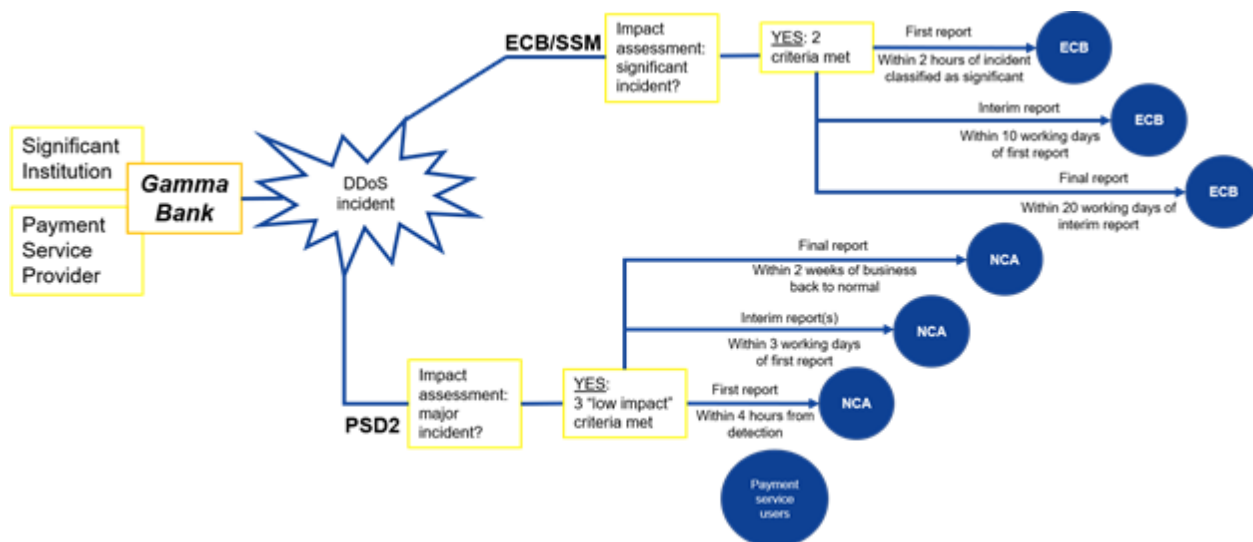 Significant
Institution
Payment
Service
Provider
Gamma
Bank
DDoS
incident
ECB/SSM
Impact
assessment:
significant
incident?
YES: 2
criteria met
First report
Within 2 hours of incident
classified as significant
ECB
Interim report
Within 10 working days
of first report
ECB
Final report
Within 20 working days of
interim report
ECB
PSD2
Impact
assessment:
major
incident?
YES:
3 "low impact"
criteria met
Final report
Within 2 weeks of business
back to normal
NCA
Interim report(s)
Within 3 working days
of first report
NCA
First report
Within 4 hours from
detection
NCA
Payment
service
users